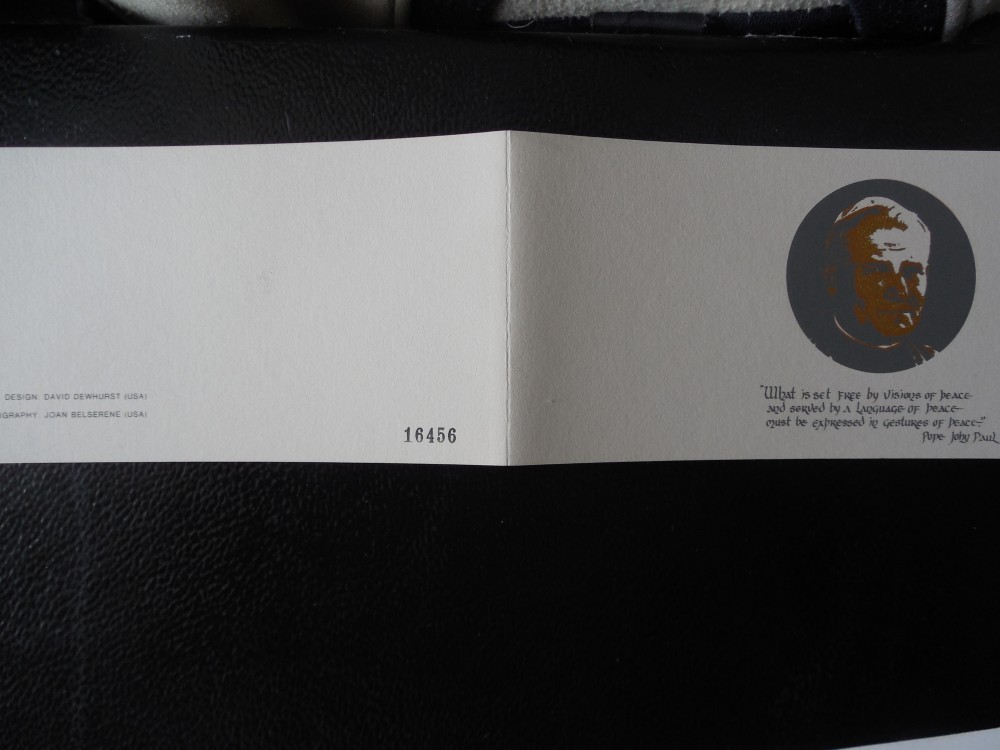 DESIGN: DAVID DEWHURST (USA)
IGRAPHY: JOAN BELSERENE (USA)
16456
"What is set free by visions of peace
and served by a language of peace
must be expressed in gestures of peace."
Pope John Paul